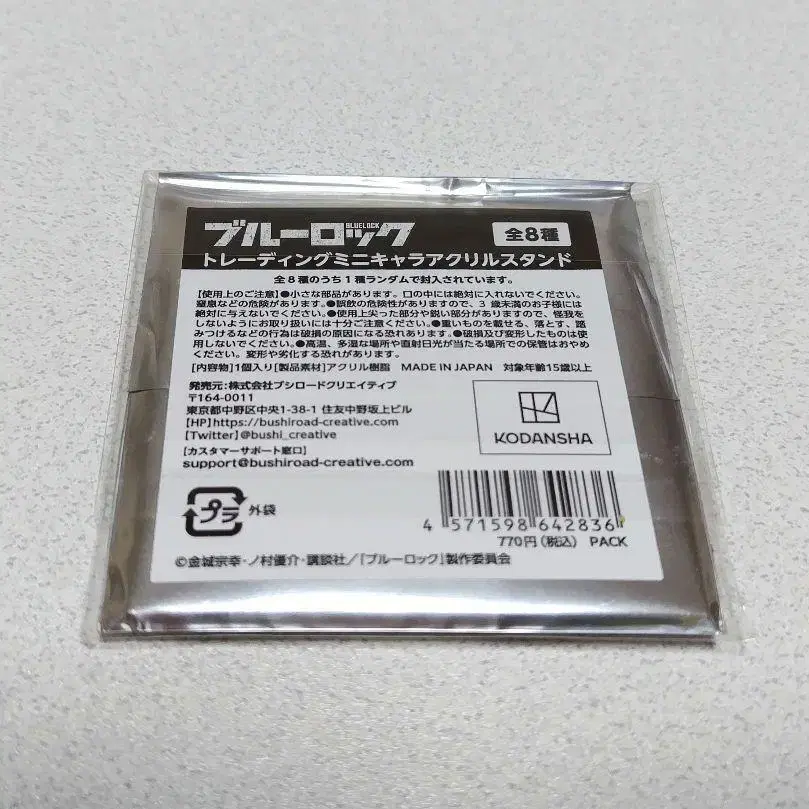 ブルーロック
BLUELOCK
全8種
トレーディングミニキャラアクリルスタンド
全8種のうち1種ランダムで封入されています。
【使用上のご注意】●小さな部品があります。口の中には絶対に入れないでください。
窒息などの危険があります。●誤飲の危険性がありますので、3歳未満のお子様には
絶対に与えないでください。●使用上尖った部分や鋭い部分がありますので、怪我を
しないようにお取り扱いには十分ご注意ください。●重いものを載せる、落とす、踏
みつけるなどの行為は破損の原因になる恐れがあります。●破損及び変形したものは使
用しないでください。●高温、多湿な場所や直射日光が当たる場所での保管はおやめ
ください。変形や劣化する恐れがあります。
[内容物]1個入り[製品素材]アクリル樹脂 MADE IN JAPAN 対象年齢15歳以上
発売元:株式会社ブシロードクリエイティブ
〒164-0011
東京都中野区中央1-38-1 住友中野坂上ビル
【HP】https://bushiroad-creative.com/
【Twitter】@bushi_creative
【カスタマーサポート窓口】
support@bushiroad-creative.com
KODANSHA
プラ 外袋
4 571598 642836
770円(税込) PACK
©金城宗幸・ノ村優介・講談社/「ブルーロック」製作委員会